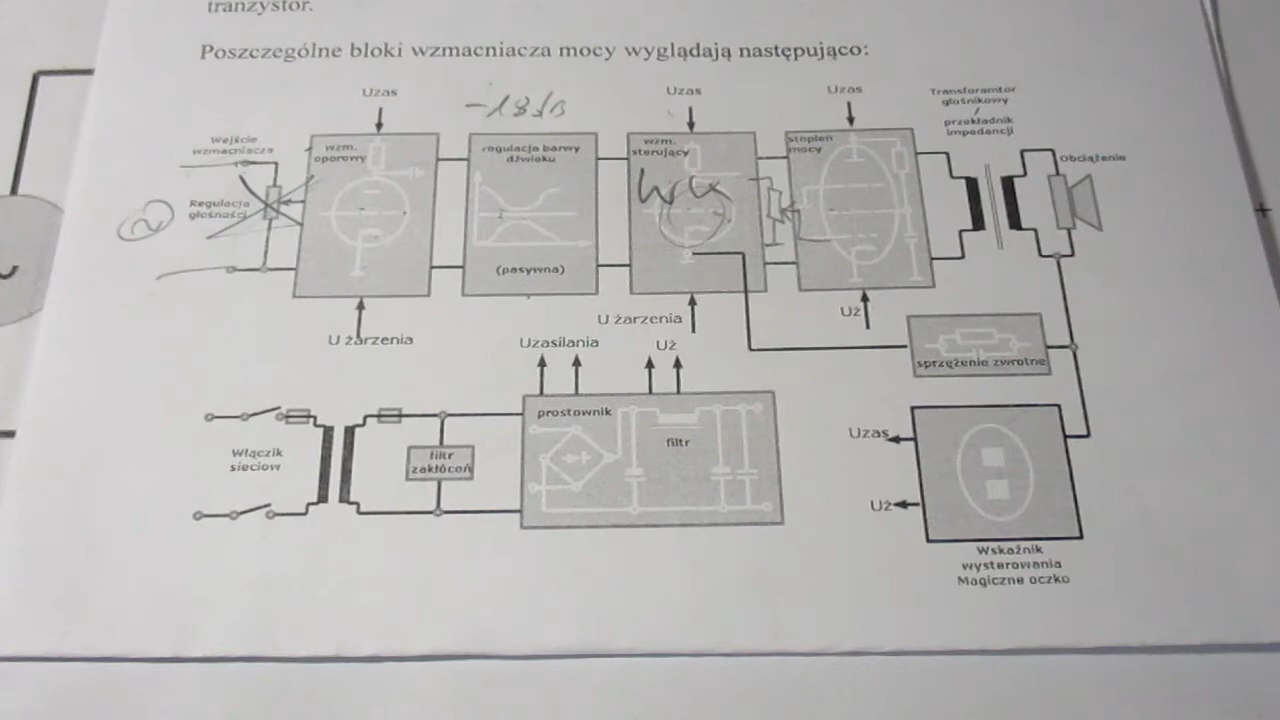 tranzystor.
Poszczególne bloki wzmacniacza mocy wyglądają następująco:
Uzas
-18dB
Uzas
Uzas
Transforamtor
głośnikowy
/
przekładnik
impedancji
Wejście
wzmacniacza
wzm.
oporowy
regulacja barwy
dźwięku
wzm.
sterujący
stopień
mocy
Obciążenie
Regulacja
głośności
(pasywna)
U żarzenia
U żarzenia
Uż
Uzasilania
Uż
sprzężenie zwrotne
prostownik
filtr
Włącznik
sieciow
filtr
zakłóceń
Uzas
Uż
Wskaźnik
wysterowania
Magiczne oczko